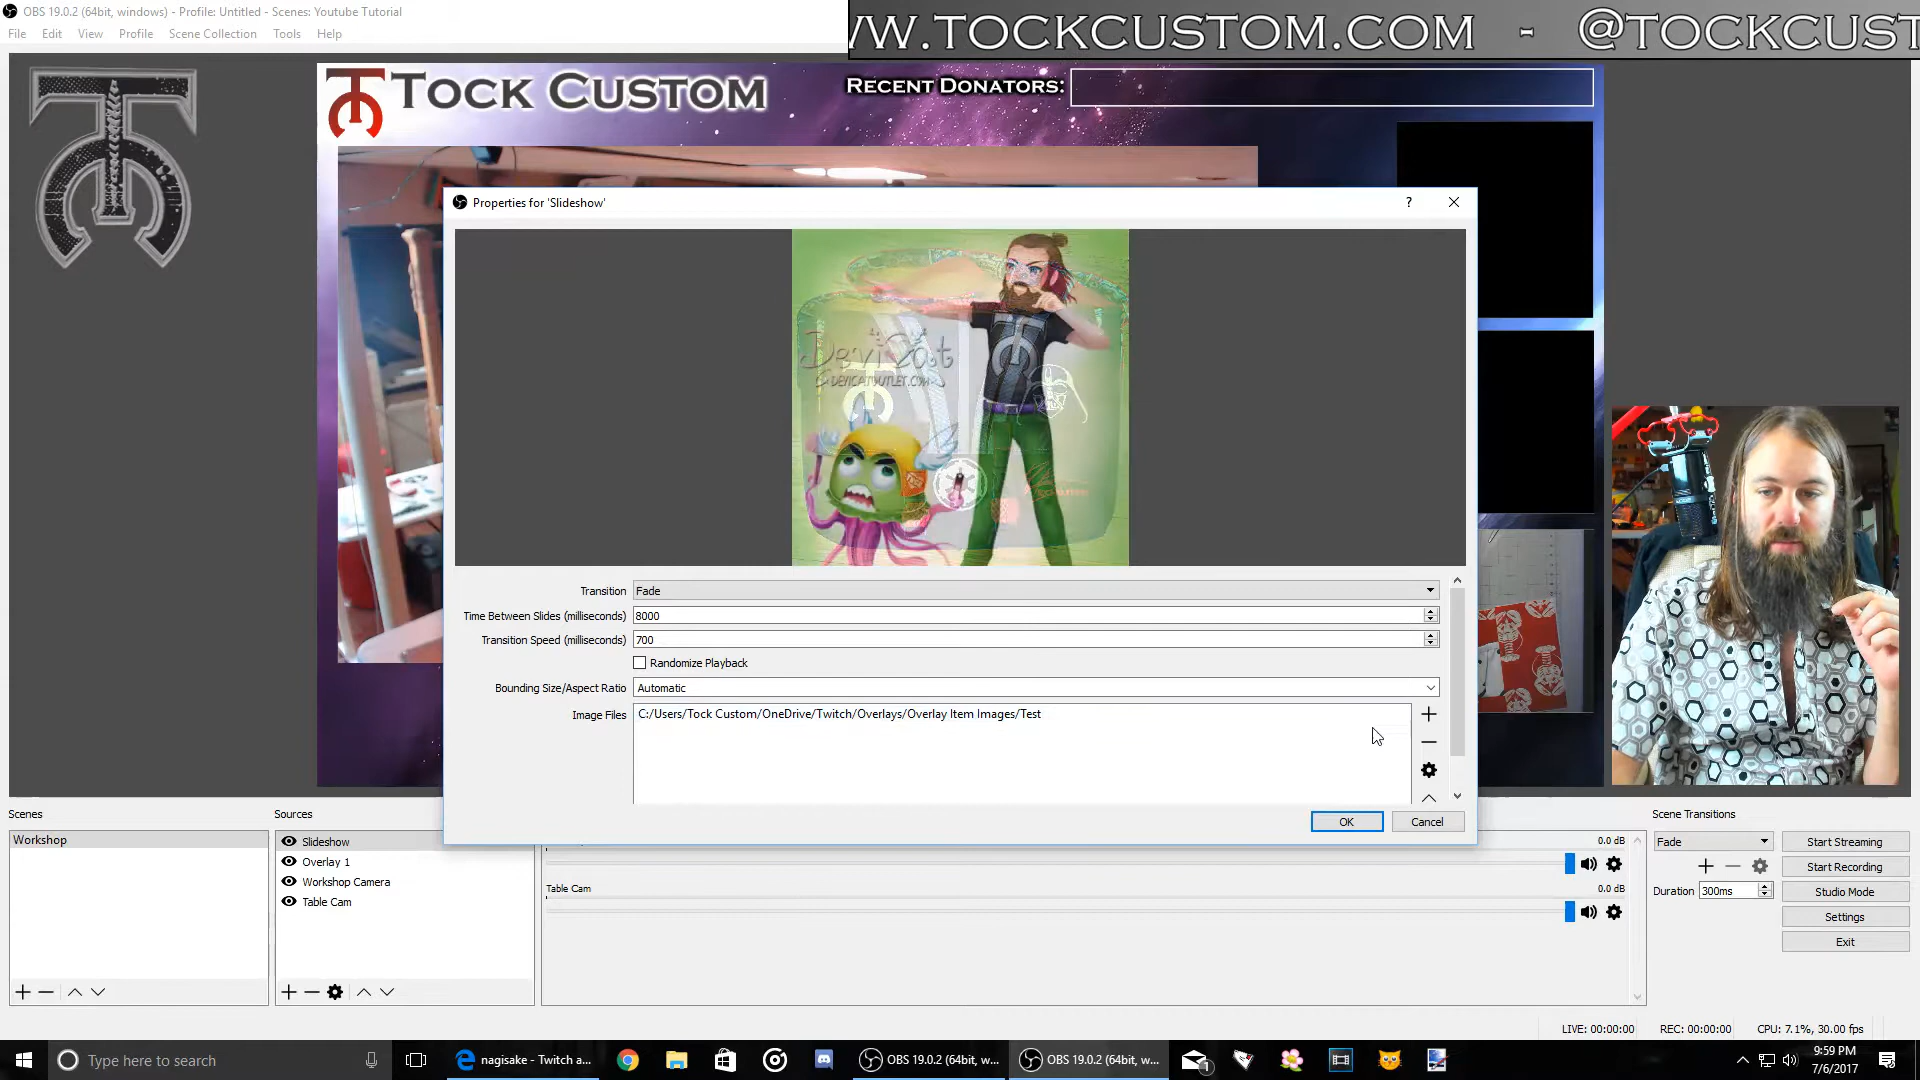 OBS 19.0.2 (64bit, windows) - Profile: Untitled - Scenes: Youtube Tutorial
WWW.TOCKCUSTOM.COM - @TOCKCUST
File Edit View Profile Scene Collection Tools Help
Tock Custom
Recent Donators:
Properties for 'Slideshow'
?
DeviCat
DEVICATOUTLET.COM
Transition Fade
Time Between Slides (milliseconds) 8000
Transition Speed (milliseconds) 700
Randomize Playback
Bounding Size/Aspect Ratio Automatic
Image Files C:/Users/Tock Custom/OneDrive/Twitch/Overlays/Overlay Item Images/Test
OK Cancel
Scenes
Workshop
Sources
Slideshow
Overlay 1
Workshop Camera
Table Cam
0.0 dB
Table Cam 0.0 dB
Scene Transitions
Fade
Duration 300ms
Start Streaming
Start Recording
Studio Mode
Settings
Exit
LIVE: 00:00:00 REC: 00:00:00 CPU: 7.1%, 30.00 fps
Type here to search
nagisake - Twitch a...
OBS 19.0.2 (64bit, w...
OBS 19.0.2 (64bit, w...
1
9:59 PM
7/6/2017